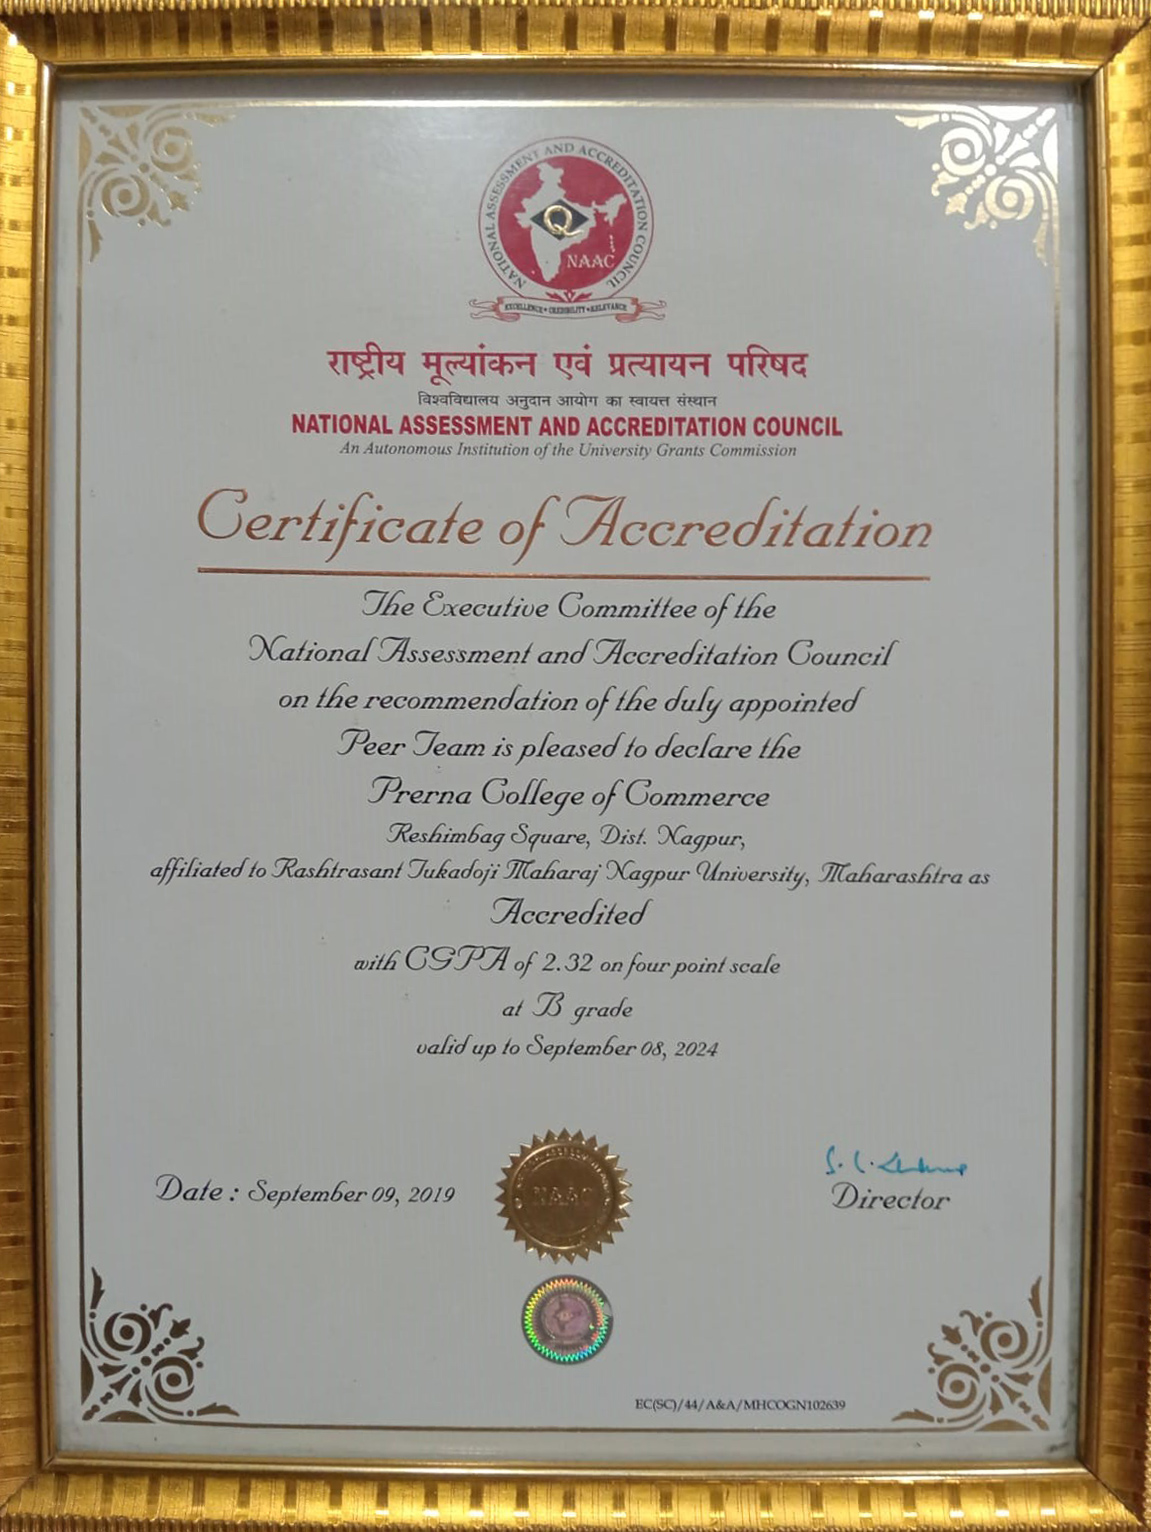 NATIONAL ASSESSMENT AND ACCREDITATION COUNCIL
Q
NAAC
EXCELLENCE • CREDIBILITY • RELEVANCE
राष्ट्रीय मूल्यांकन एवं प्रत्यायन परिषद
विश्वविद्यालय अनुदान आयोग का स्वायत्त संस्थान
NATIONAL ASSESSMENT AND ACCREDITATION COUNCIL
An Autonomous Institution of the University Grants Commission
Certificate of Accreditation
The Executive Committee of the
National Assessment and Accreditation Council
on the recommendation of the duly appointed
Peer Team is pleased to declare the
Prerna College of Commerce
Reshimbag Square, Dist. Nagpur,
affiliated to Rashtrasant Tukadoji Maharaj Nagpur University, Maharashtra as
Accredited
with CGPA of 2.32 on four point scale
at B grade
valid up to September 08, 2024
Date : September 09, 2019
NAAC
Director
EC(SC)/44/A&A/MHCOGN102639